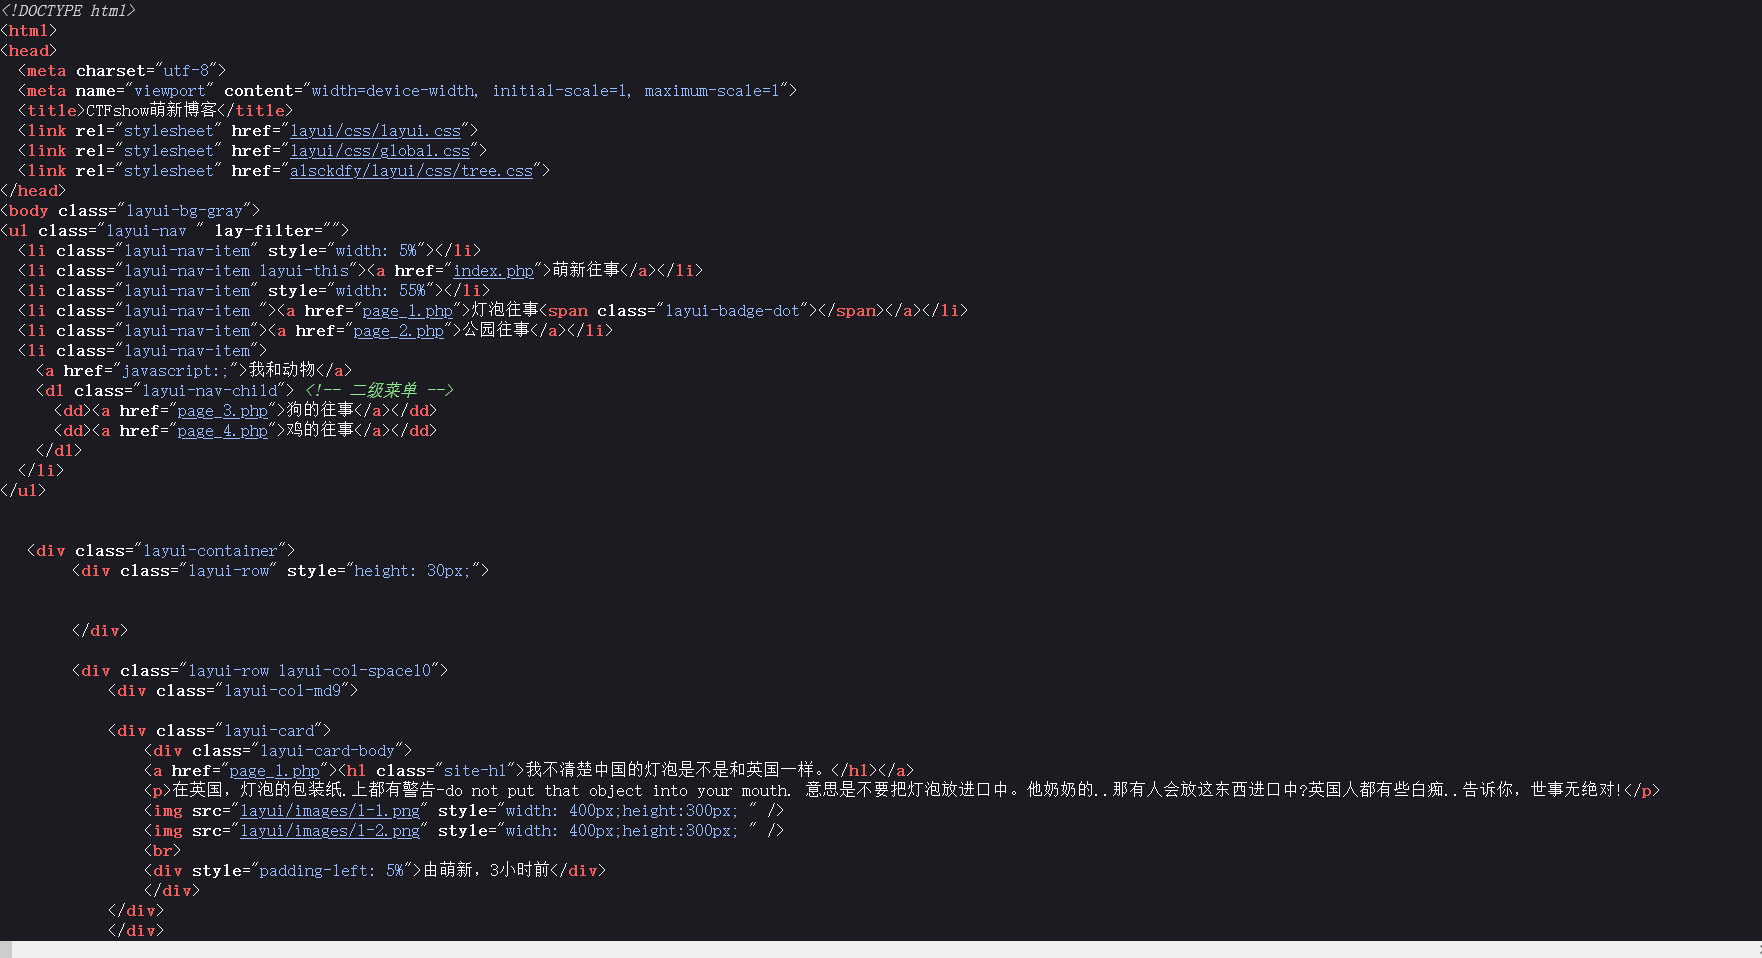 <!DOCTYPE html>
<html>
<head>
<meta charset="utf-8">
<meta name="viewport" content="width=device-width, initial-scale=1, maximum-scale=1">
<title>CTFshow萌新博客</title>
<link rel="stylesheet" href="layui/css/layui.css">
<link rel="stylesheet" href="layui/css/global.css">
<link rel="stylesheet" href="alsckdfy/layui/css/tree.css">
</head>
<body class="layui-bg-gray">
<ul class="layui-nav " lay-filter="">
<li class="layui-nav-item" style="width: 5%"></li>
<li class="layui-nav-item layui-this"><a href="index.php">萌新往事</a></li>
<li class="layui-nav-item" style="width: 55%"></li>
<li class="layui-nav-item "><a href="page_1.php">灯泡往事<span class="layui-badge-dot"></span></a></li>
<li class="layui-nav-item"><a href="page_2.php">公园往事</a></li>
<li class="layui-nav-item">
<a href="javascript:;">我和动物</a>
<dl class="layui-nav-child"> <!-- 二级菜单 -->
<dd><a href="page_3.php">狗的往事</a></dd>
<dd><a href="page_4.php">鸡的往事</a></dd>
</dl>
</li>
</ul>
<div class="layui-container">
<div class="layui-row" style="height: 30px;">
</div>
<div class="layui-row layui-col-space10">
<div class="layui-col-md9">
<div class="layui-card">
<div class="layui-card-body">
<a href="page_1.php"><h1 class="site-h1">我不清楚中国的灯泡是不是和英国一样。</h1></a>
<p>在英国，灯泡的包装纸.上都有警告-do not put that object into your mouth. 意思是不要把灯泡放进口中。他奶奶的..那有人会放这东西进口中?英国人都有些白痴..告诉你，世事无绝对!</p>
<img src="layui/images/1-1.png" style="width: 400px;height:300px; " />
<img src="layui/images/1-2.png" style="width: 400px;height:300px; " />
<br>
<div style="padding-left: 5%">由萌新，3小时前</div>
</div>
</div>
</div>